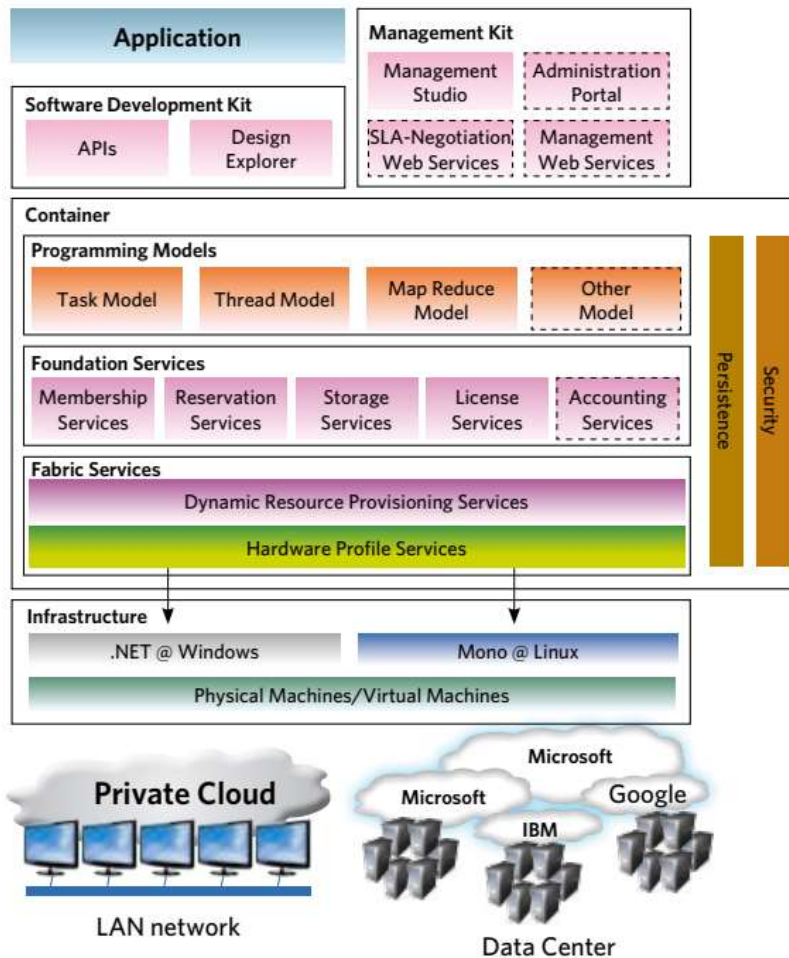 Application
Management Kit
Management
Studio
Administration
Portal
SLA-Negotiation
Web Services
Management
Web Services
Software Development Kit
APIs
Design
Explorer
Container
Programming Models
Task Model
Thread Model
Map Reduce
Model
Other
Model
Foundation Services
Membership
Services
Reservation
Services
Storage
Services
License
Services
Accounting
Services
Fabric Services
Dynamic Resource Provisioning Services
Hardware Profile Services
Persistence
Security
Infrastructure
.NET @ Windows
Mono @ Linux
Physical Machines/Virtual Machines
Private Cloud
LAN network
Microsoft
Microsoft
Google
IBM
Data Center